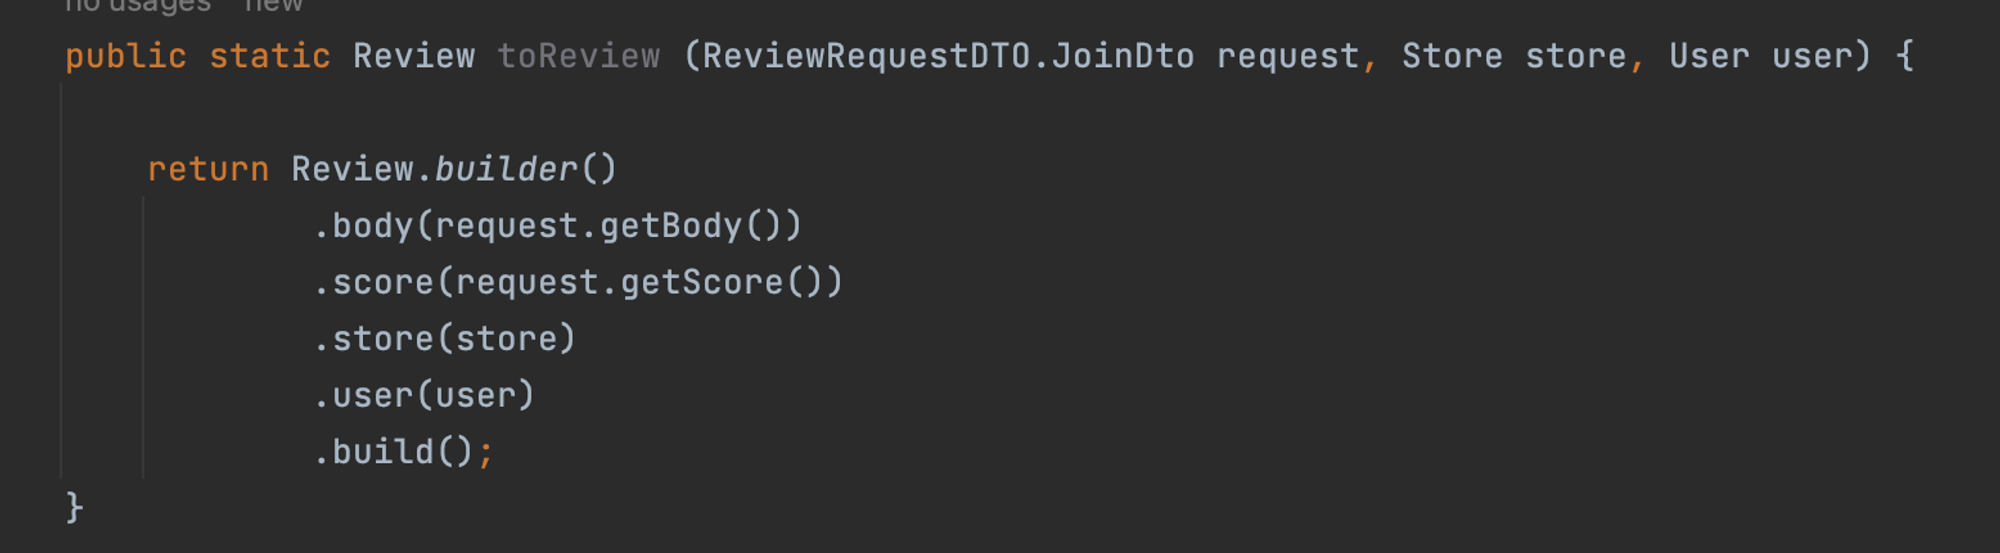 no usages   new
public static Review toReview (ReviewRequestDTO.JoinDto request, Store store, User user) {
return Review.builder()
.body(request.getBody())
.score(request.getScore())
.store(store)
.user(user)
.build();
}